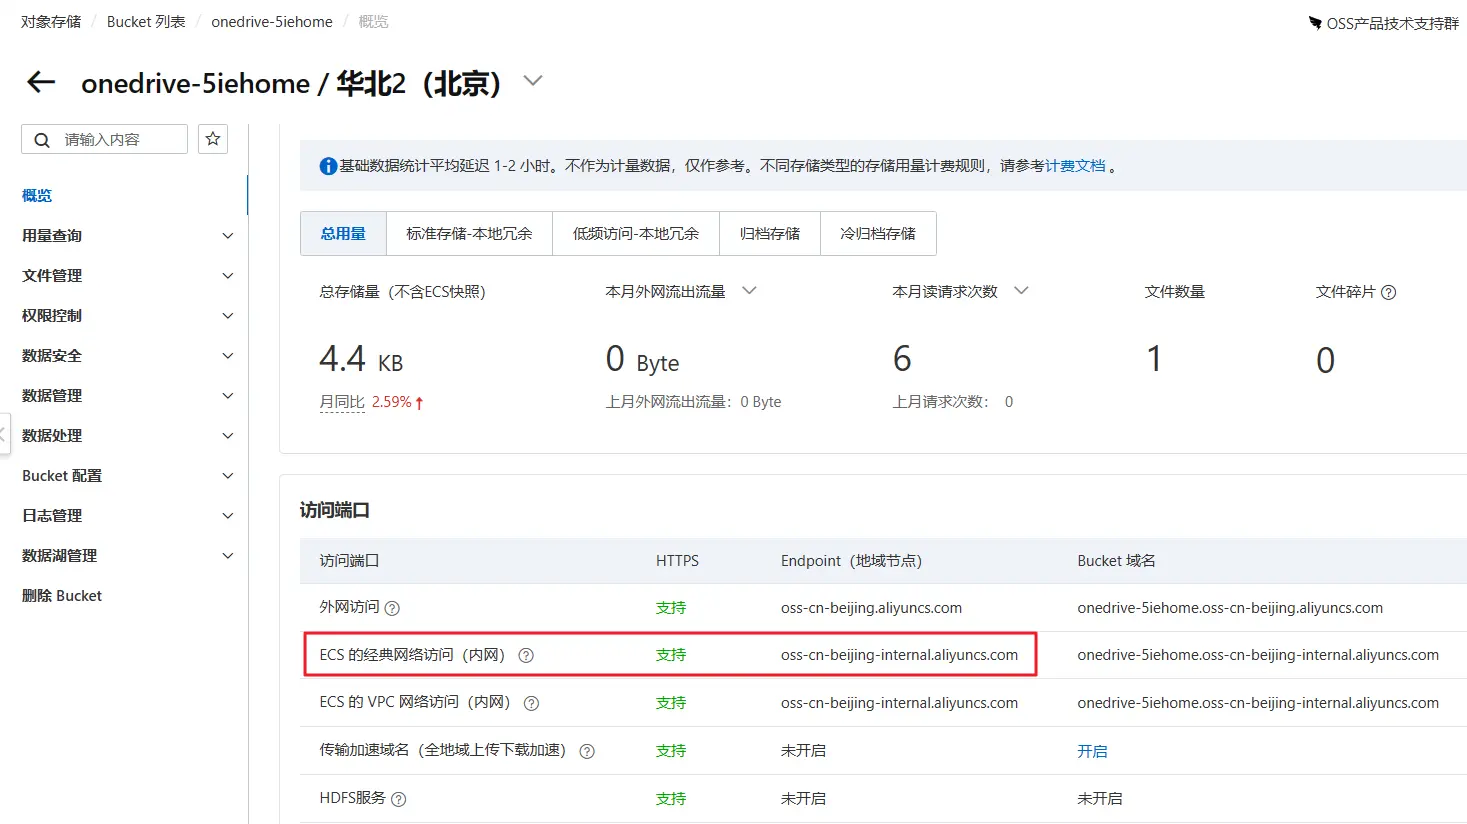 对象存储 / Bucket 列表 / onedrive-5iehome / 概览
OSS产品技术支持群
onedrive-5iehome / 华北2（北京）
请输入内容
概览
用量查询
文件管理
权限控制
数据安全
数据管理
数据处理
Bucket 配置
日志管理
数据湖管理
删除 Bucket
基础数据统计平均延迟 1-2 小时。不作为计量数据，仅作参考。不同存储类型的存储用量计费规则，请参考计费文档 。
总用量 标准存储-本地冗余 低频访问-本地冗余 归档存储 冷归档存储
总存储量（不含ECS快照） 本月外网流出流量 本月读请求次数 文件数量 文件碎片
4.4 KB 0 Byte 6 1 0
月同比 2.59% 上月外网流出流量：0 Byte 上月请求次数： 0
访问端口
访问端口 HTTPS Endpoint（地域节点） Bucket 域名
外网访问 支持 oss-cn-beijing.aliyuncs.com onedrive-5iehome.oss-cn-beijing.aliyuncs.com
ECS 的经典网络访问（内网） 支持 oss-cn-beijing-internal.aliyuncs.com onedrive-5iehome.oss-cn-beijing-internal.aliyuncs.com
ECS 的 VPC 网络访问（内网） 支持 oss-cn-beijing-internal.aliyuncs.com onedrive-5iehome.oss-cn-beijing-internal.aliyuncs.com
传输加速域名（全地域上传下载加速） 支持 未开启 开启
HDFS服务 支持 未开启 未开启